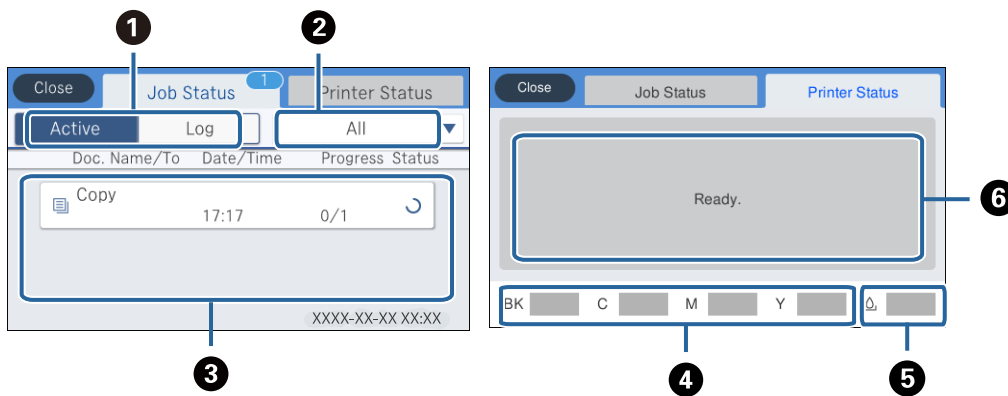 1 2
Close Job Status 1 Printer Status
Active Log All
Doc. Name/To Date/Time Progress Status
Copy
17:17 0/1
XXXX-XX-XX XX:XX
3
Close Job Status Printer Status
Ready.
6
BK C M Y
4 5